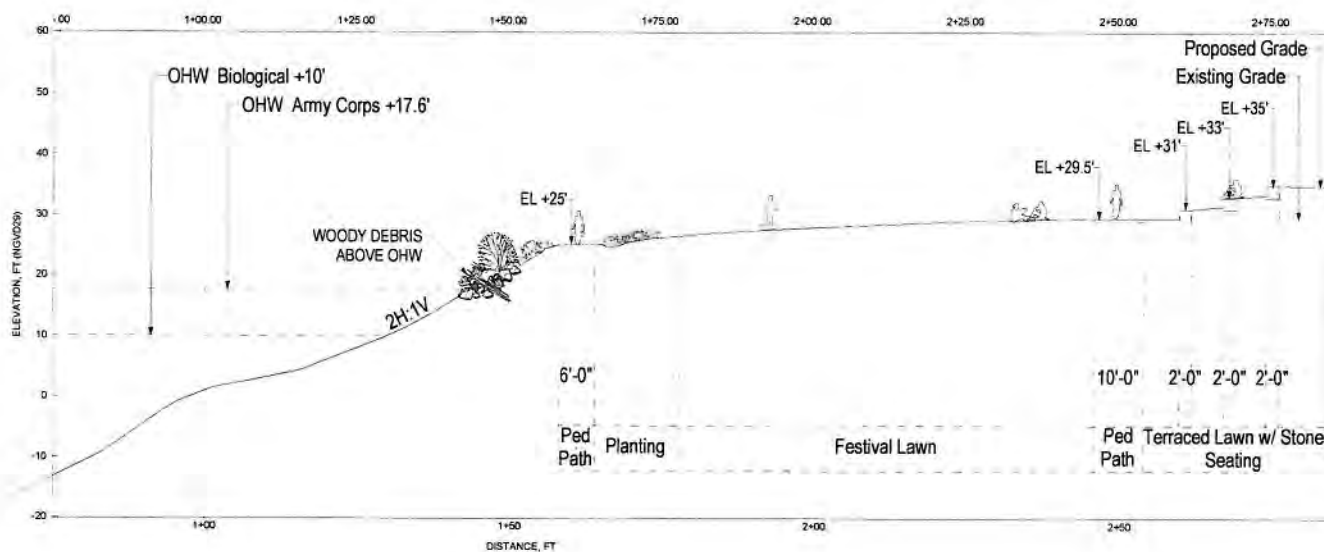 .00 1+00.00 1+25.00 1+50.00 1+75.00 2+00.00 2+25.00 2+50.00 2+75.00
60
50
40
30
20
10
0
-10
-20
ELEVATION, FT (NGVD29)
OHW Biological +10'
OHW Army Corps +17.6'
WOODY DEBRIS
ABOVE OHW
2H:1V
EL +25'
EL +29.5'
EL +31'
EL +33'
EL +35'
Proposed Grade
Existing Grade
6'-0" 10'-0" 2'-0" 2'-0" 2'-0"
Ped
Path
Planting
Festival Lawn
Ped
Path
Terraced Lawn w/ Stone
Seating
1+00 1+50 2+00 2+50
DISTANCE, FT